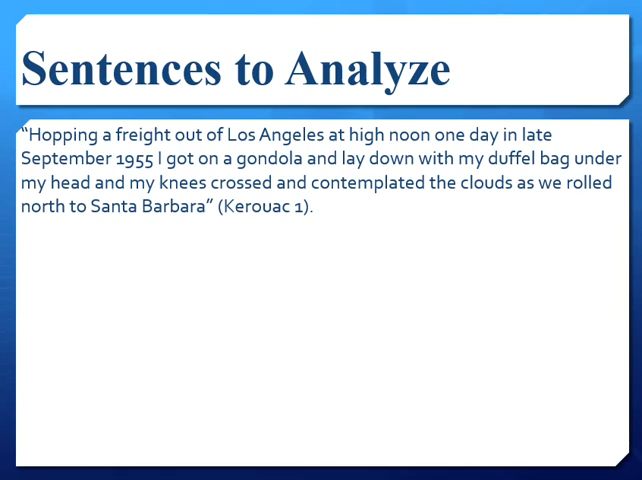 Sentences to Analyze
“Hopping a freight out of Los Angeles at high noon one day in late
September 1955 I got on a gondola and lay down with my duffel bag under
my head and my knees crossed and contemplated the clouds as we rolled
north to Santa Barbara” (Kerouac 1).